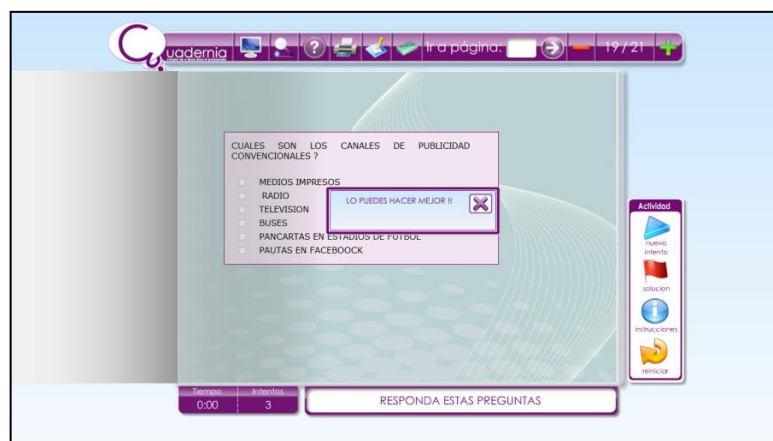 Cuadernia
Ir a página:
19 / 21
CUALES SON LOS CANALES DE PUBLICIDAD
CONVENCIONALES ?
MEDIOS IMPRESOS
RADIO
TELEVISION
BUSES
PANCARTAS EN ESTADIOS DE FUTBOL
PAUTAS EN FACEBOOCK
LO PUEDES HACER MEJOR !!
Actividad
nuevo
intento
solucion
instrucciones
reiniciar
Tiempo
0:00
Intentos
3
RESPONDA ESTAS PREGUNTAS